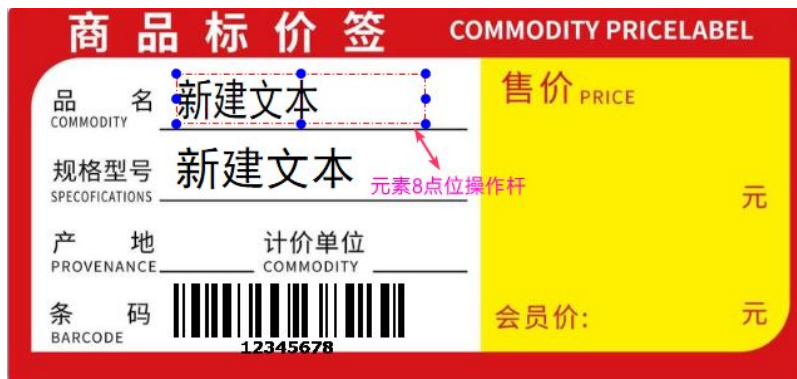 商品标价签 COMMODITY PRICELABEL
品名 新建文本
COMMODITY
售价 PRICE
规格型号 新建文本
SPECOFICATIONS
元素8点位操作杆
元
产地 计价单位
PROVENANCE COMMODITY
条码
BARCODE
12345678
会员价: 元